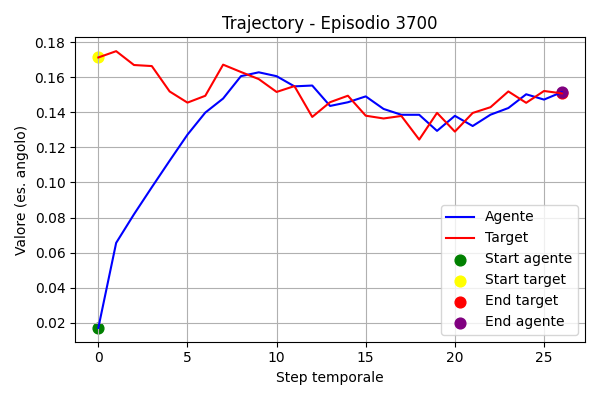 Trajectory - Episodio 3700
Valore (es. angolo)
0.18
0.16
0.14
0.12
0.10
0.08
0.06
0.04
0.02
Agente
Target
Start agente
Start target
End target
End agente
0 5 10 15 20 25
Step temporale